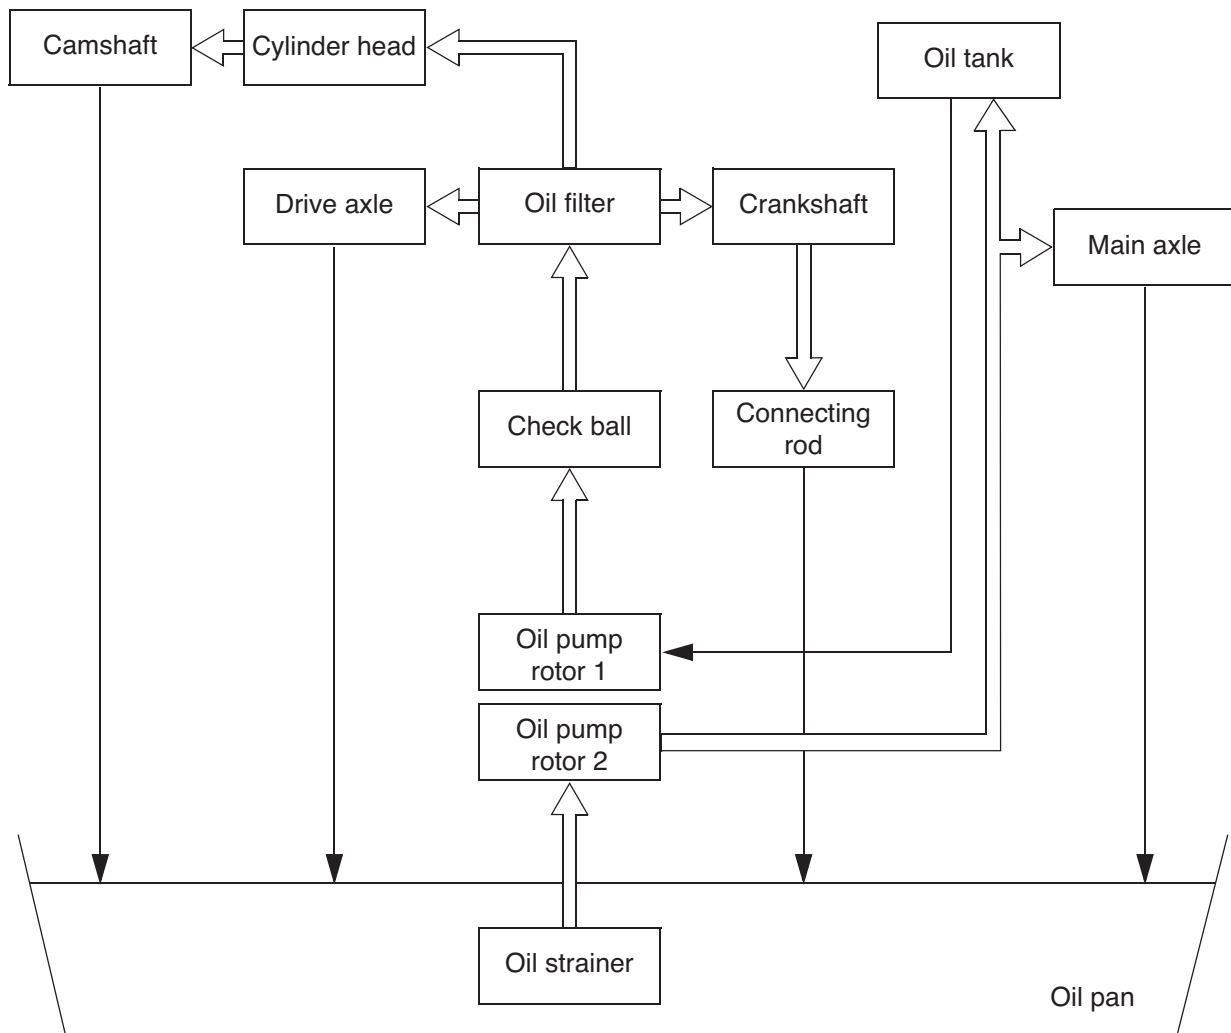 Camshaft
Cylinder head
Oil tank
Drive axle
Oil filter
Crankshaft
Main axle
Check ball
Connecting
rod
Oil pump
rotor 1
Oil pump
rotor 2
Oil strainer
Oil pan